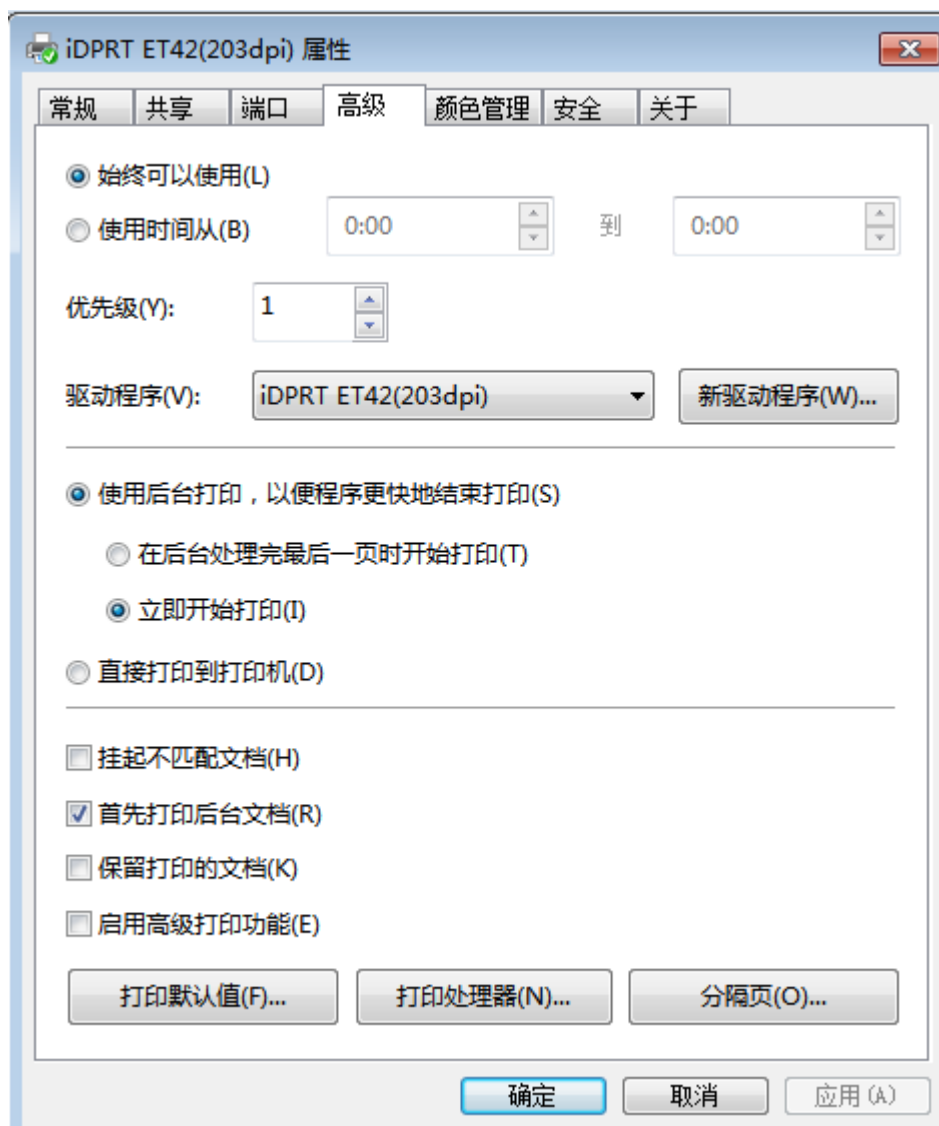 iDPRT ET42(203dpi) 属性
常规 共享 端口 高级 颜色管理 安全 关于
始终可以使用(L)
使用时间从(B) 0:00 到 0:00
优先级(Y): 1
驱动程序(V): iDPRT ET42(203dpi) 新驱动程序(W)...
使用后台打印，以便程序更快地结束打印(S)
在后台处理完最后一页时开始打印(T)
立即开始打印(I)
直接打印到打印机(D)
挂起不匹配文档(H)
首先打印后台文档(R)
保留打印的文档(K)
启用高级打印功能(E)
打印默认值(F)... 打印处理器(N)... 分隔页(O)...
确定 取消 应用(A)